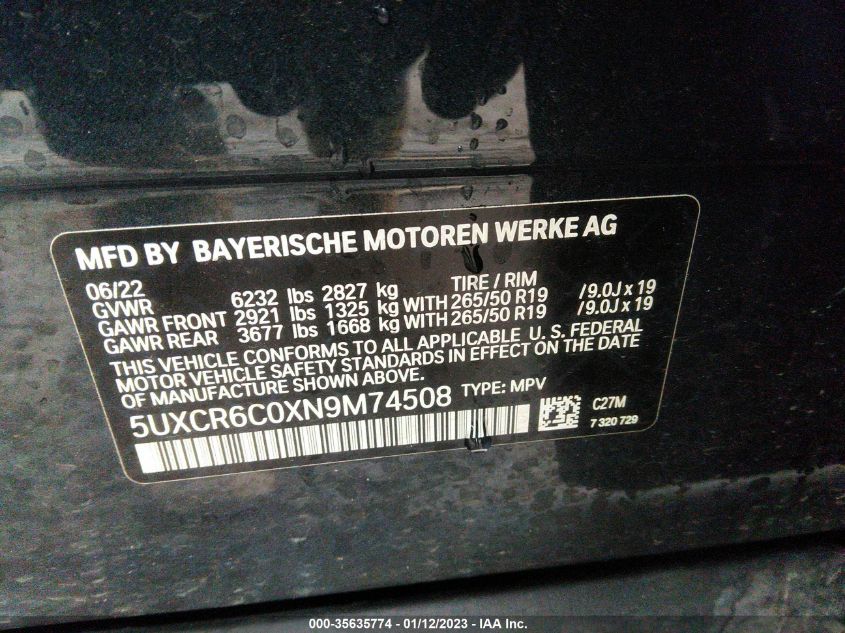 MFD BY BAYERISCHE MOTOREN WERKE AG
06/22 TIRE / RIM
GVWR 6232 lbs 2827 kg
GAWR FRONT 2921 lbs 1325 kg WITH 265/50 R19 /9.0J x 19
GAWR REAR 3677 lbs 1668 kg WITH 265/50 R19 /9.0J x 19
THIS VEHICLE CONFORMS TO ALL APPLICABLE U. S. FEDERAL
MOTOR VEHICLE SAFETY STANDARDS IN EFFECT ON THE DATE
OF MANUFACTURE SHOWN ABOVE.
5UXCR6C0XN9M74508 TYPE: MPV
C27M
7 320 729
000-35635774 - 01/12/2023 - IAA Inc.